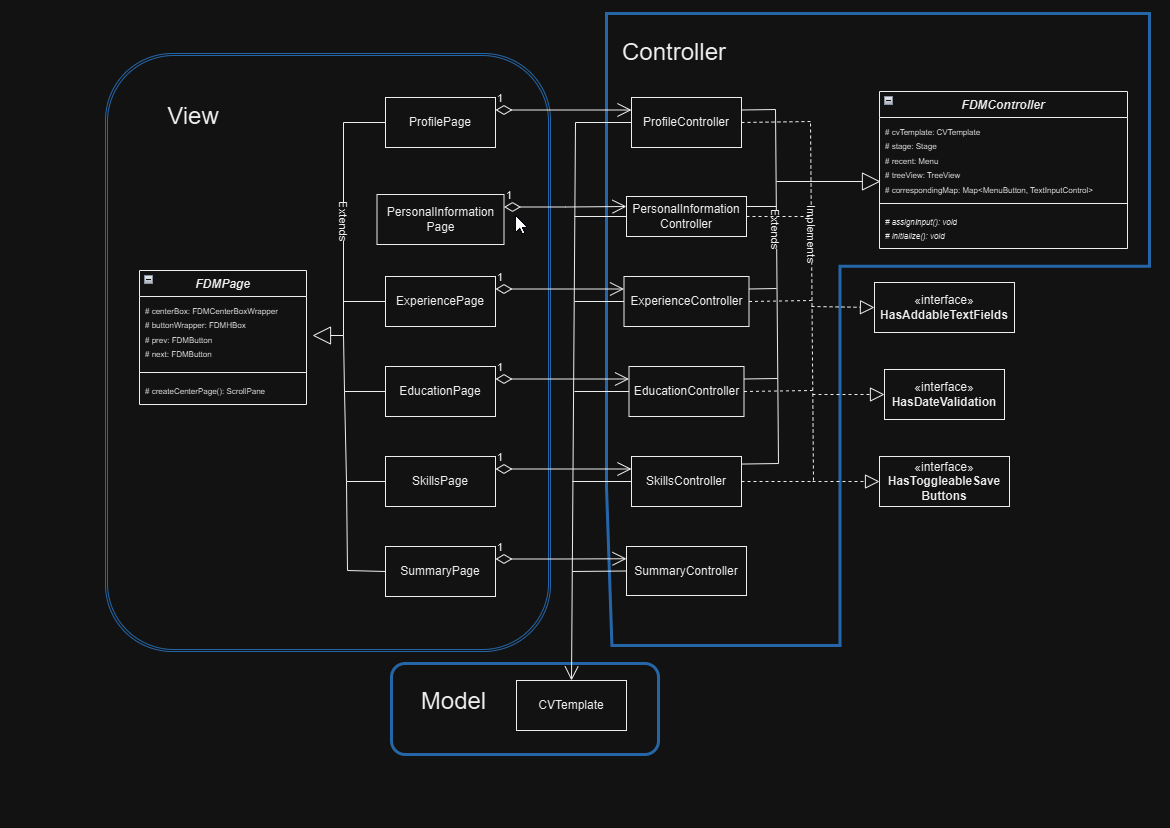 Controller
View
FDMController
# cvTemplate: CVTemplate
# stage: Stage
# recent: Menu
# treeView: TreeView
# correspondingMap: Map<MenuButton, TextInputControl>
# assignInput(): void
# initialize(): void
1
ProfilePage
ProfileController
1
PersonalInformation
Page
PersonalInformation
Controller
Extends
Extends
Implements
FDMPage
# centerBox: FDMCenterBoxWrapper
# buttonWrapper: FDMHBox
# prev: FDMButton
# next: FDMButton
# createCenterPage(): ScrollPane
1
ExperiencePage
ExperienceController
«interface»
HasAddableTextFields
1
EducationPage
EducationController
«interface»
HasDateValidation
1
SkillsPage
SkillsController
«interface»
HasToggleableSave
Buttons
1
SummaryPage
SummaryController
Model
CVTemplate